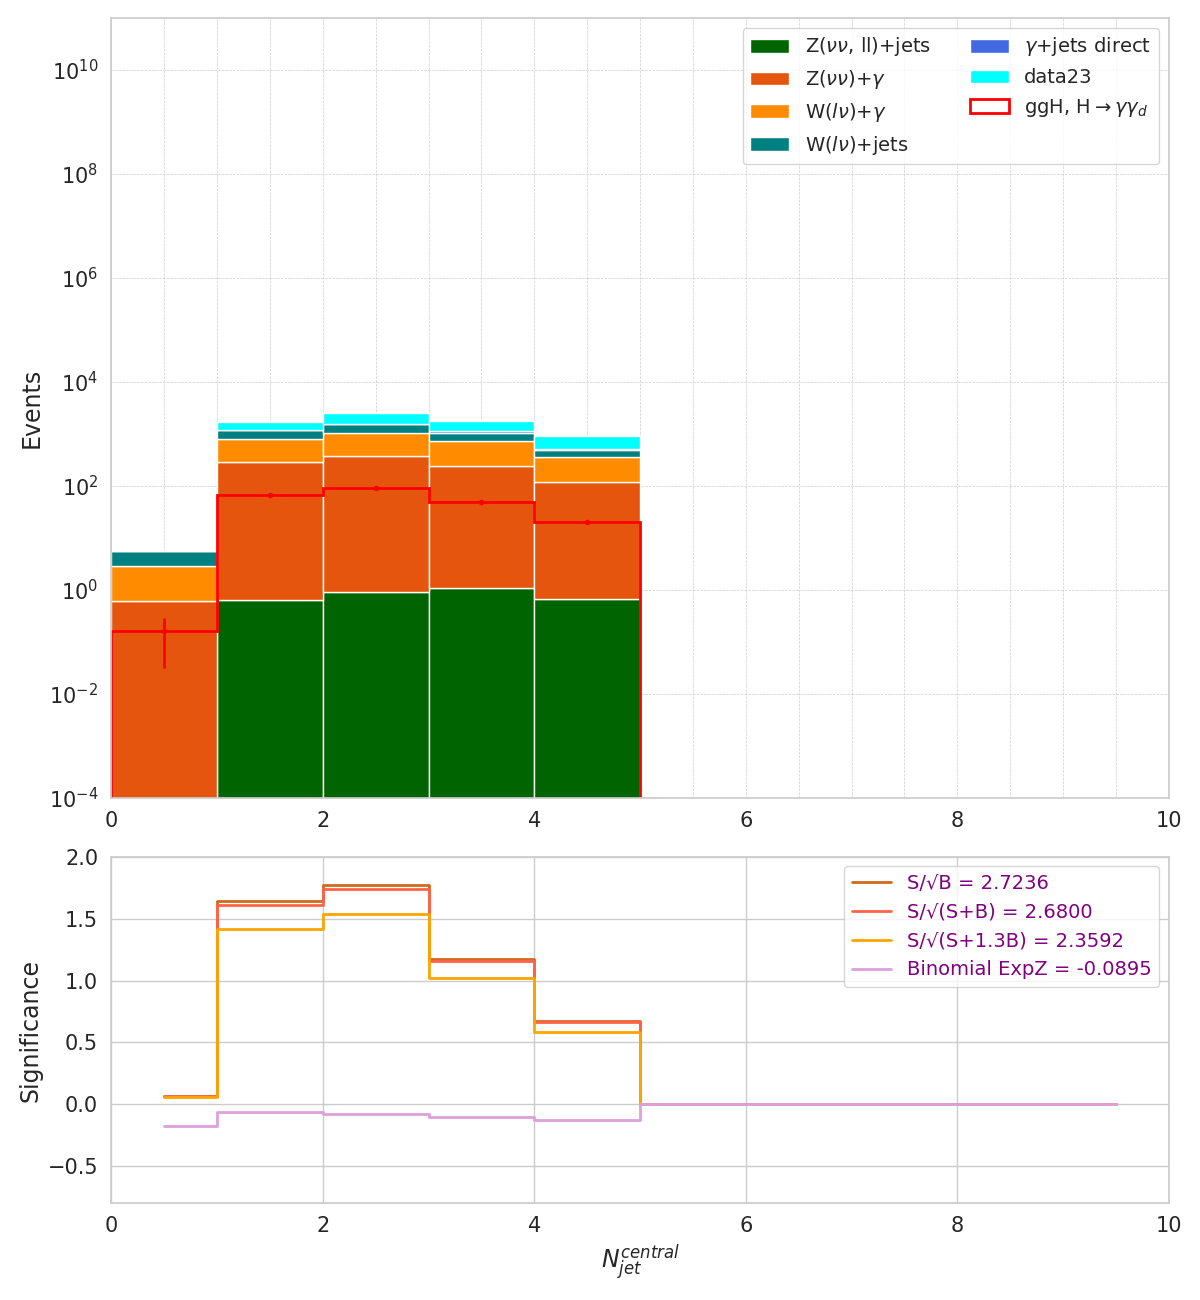 Z(νν, ll)+jets
Z(νν)+γ
W(lν)+γ
W(lν)+jets
γ+jets direct
data23
ggH, H→γγ_d
10^10
10^8
10^6
10^4
10^2
10^0
10^−2
10^−4
Events
0 2 4 6 8 10
S/√B = 2.7236
S/√(S+B) = 2.6800
S/√(S+1.3B) = 2.3592
Binomial ExpZ = -0.0895
2.0
1.5
1.0
0.5
0.0
−0.5
Significance
0 2 4 6 8 10
N_jet^central